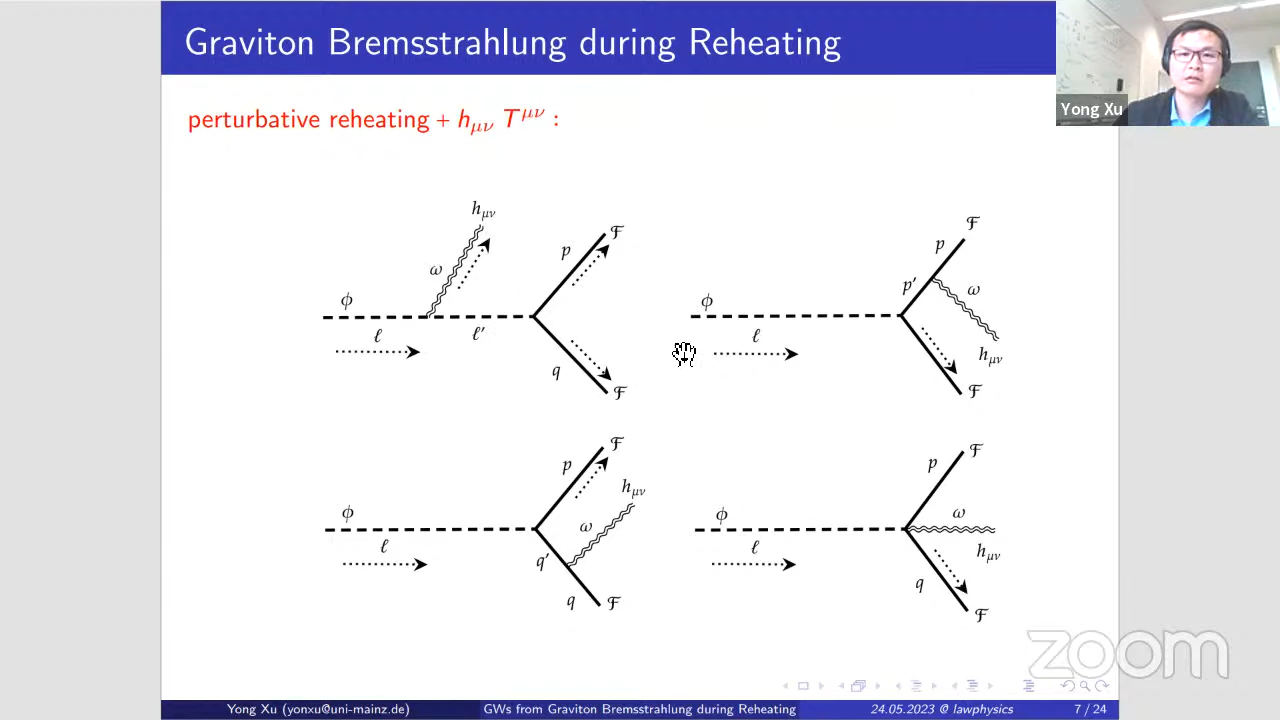 Graviton Bremsstrahlung during Reheating
Yong Xu
perturbative reheating + hμν Tμν :
hμν
ω
ϕ
ℓ
ℓ′
p
ℱ
q
ℱ
ϕ
ℓ
p
ℱ
p′
ω
hμν
ℱ
ϕ
ℓ
p
ℱ
hμν
ω
q′
q
ℱ
ϕ
ℓ
p
ℱ
ω
hμν
q
ℱ
zoom
Yong Xu (yonxu@uni-mainz.de) GWs from Graviton Bremsstrahlung during Reheating 24.05.2023 @ lawphysics 7 / 24